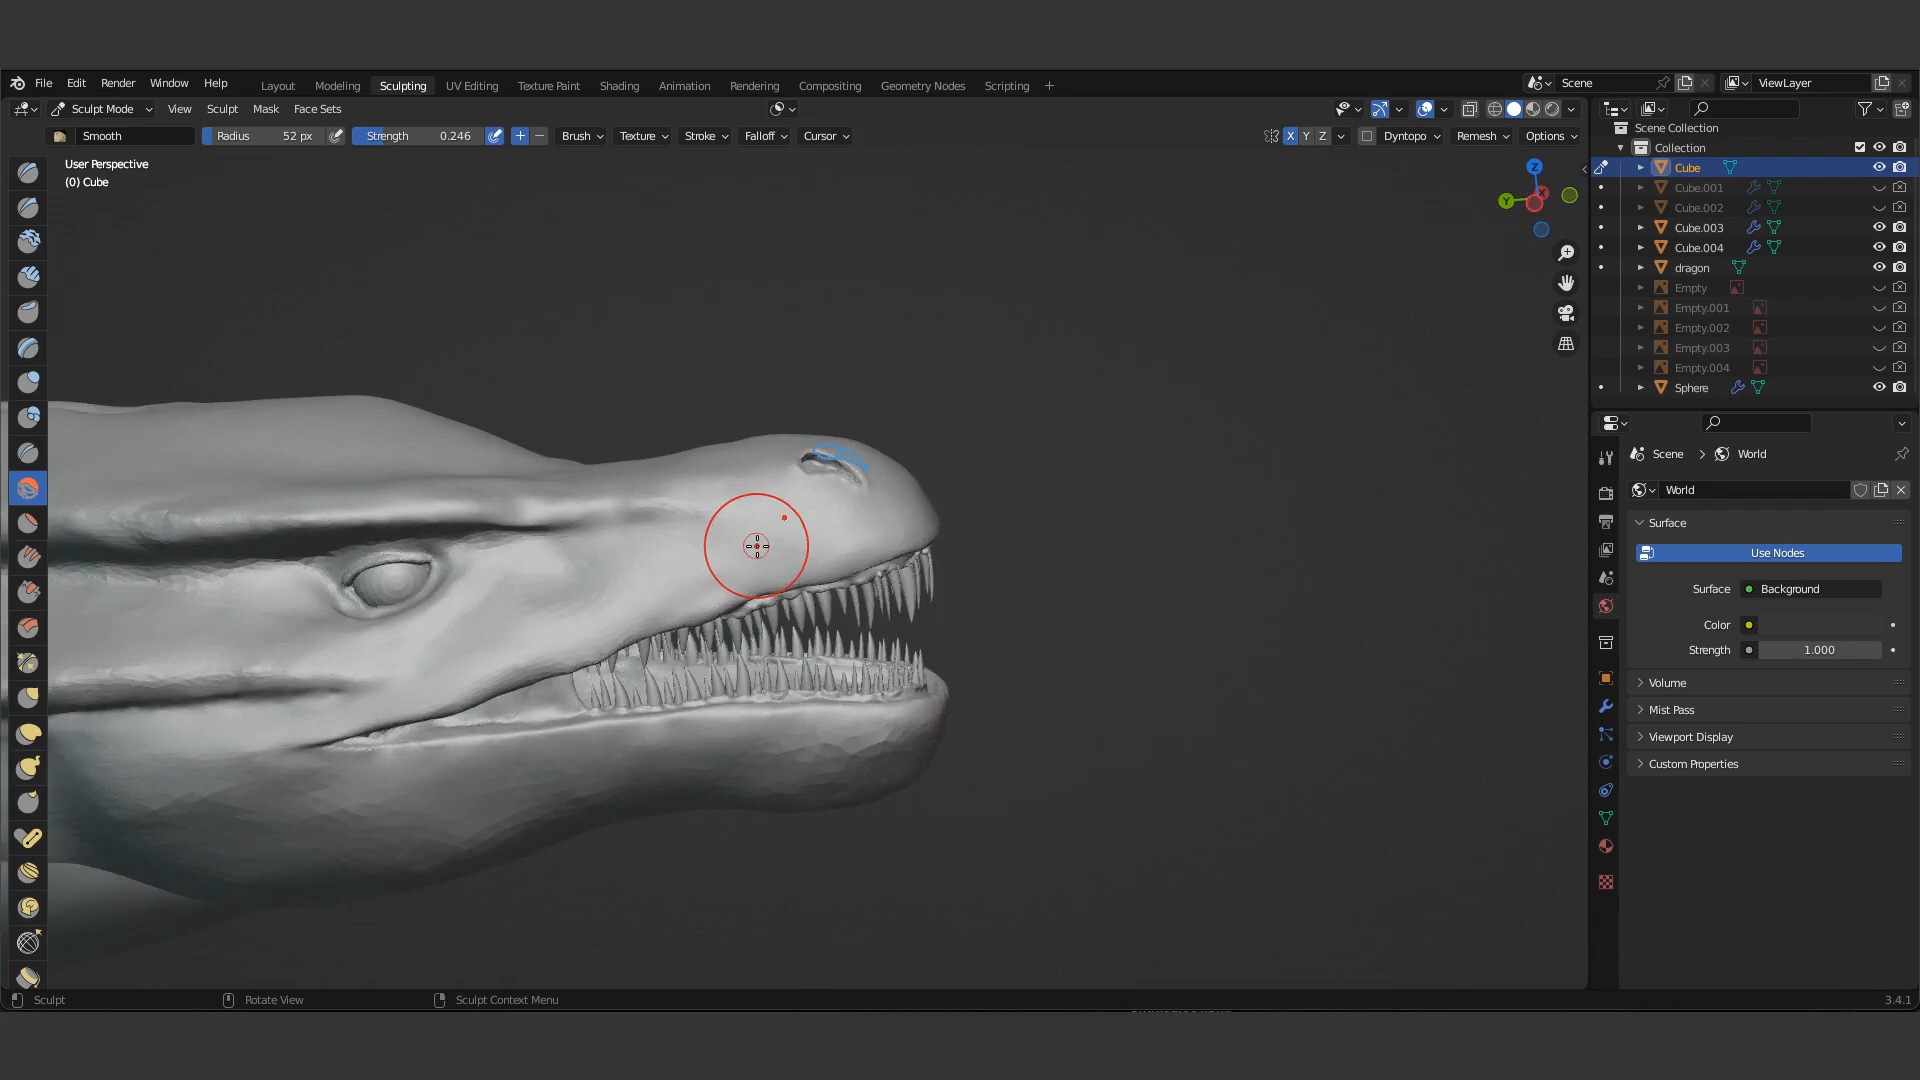 File Edit Render Window Help Layout Modeling Sculpting UV Editing Texture Paint Shading Animation Rendering Compositing Geometry Nodes Scripting + Scene ViewLayer
Sculpt Mode View Sculpt Mask Face Sets
Smooth Radius 52 px Strength 0.246 + − Brush Texture Stroke Falloff Cursor X Y Z Dyntopo Remesh Options
User Perspective
(0) Cube
Z
X
Y
Scene Collection
Collection
Cube
Cube.001
Cube.002
Cube.003
Cube.004
dragon
Empty
Empty.001
Empty.002
Empty.003
Empty.004
Sphere
Scene > World
World
Surface
Use Nodes
Surface Background
Color
Strength 1.000
Volume
Mist Pass
Viewport Display
Custom Properties
Sculpt Rotate View Sculpt Context Menu 3.4.1